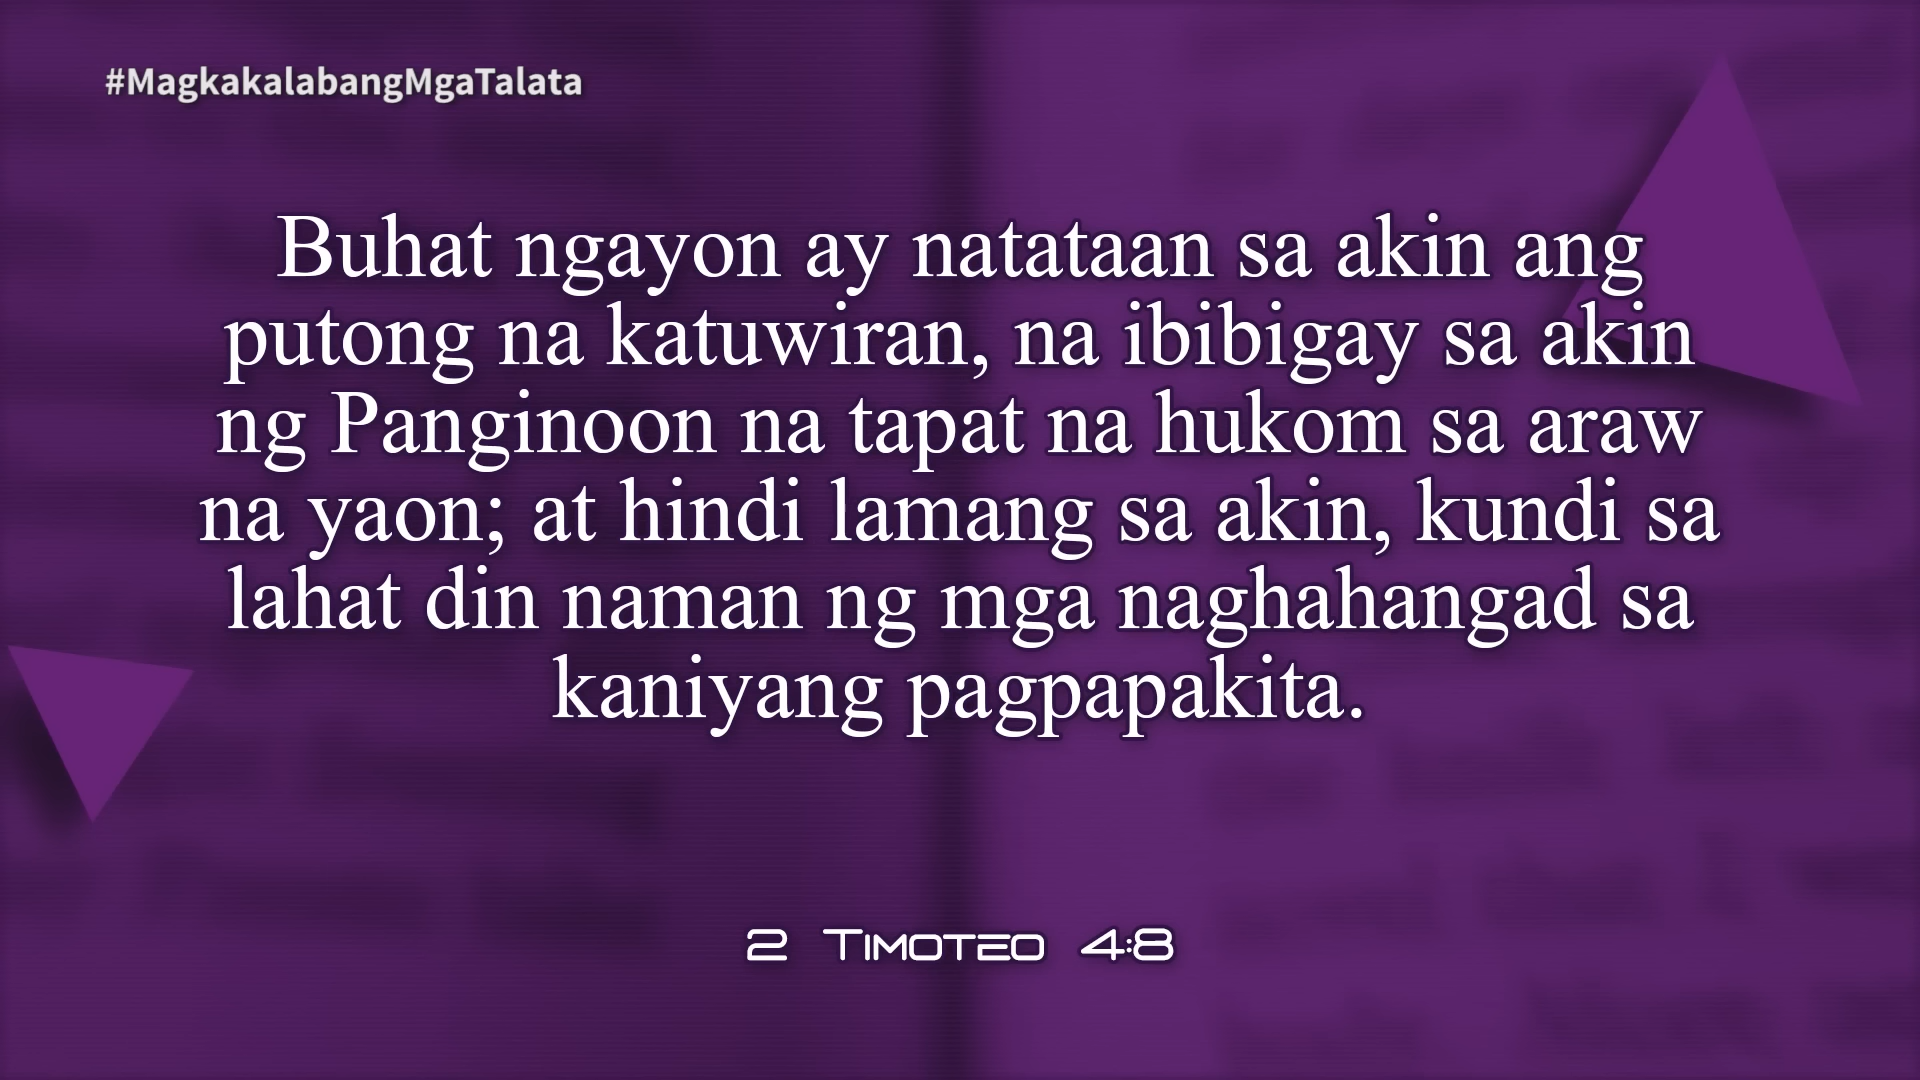 #MagkakalabangMgaTalata
Buhat ngayon ay natataan sa akin ang
putong na katuwiran, na ibibigay sa akin
ng Panginoon na tapat na hukom sa araw
na yaon; at hindi lamang sa akin, kundi sa
lahat din naman ng mga naghahangad sa
kaniyang pagpapakita.
2 Timoteo 4:8